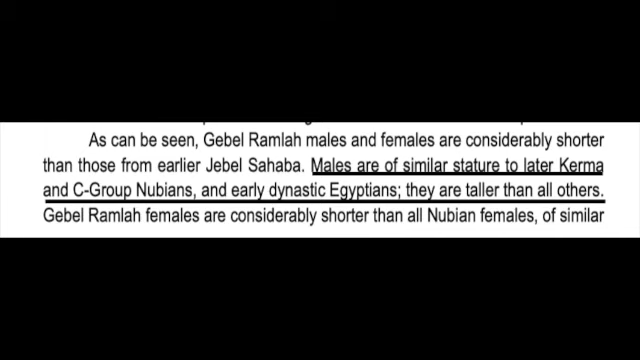 As can be seen, Gebel Ramlah males and females are considerably shorter
than those from earlier Jebel Sahaba. Males are of similar stature to later Kerma
and C-Group Nubians, and early dynastic Egyptians; they are taller than all others.
Gebel Ramlah females are considerably shorter than all Nubian females, of similar